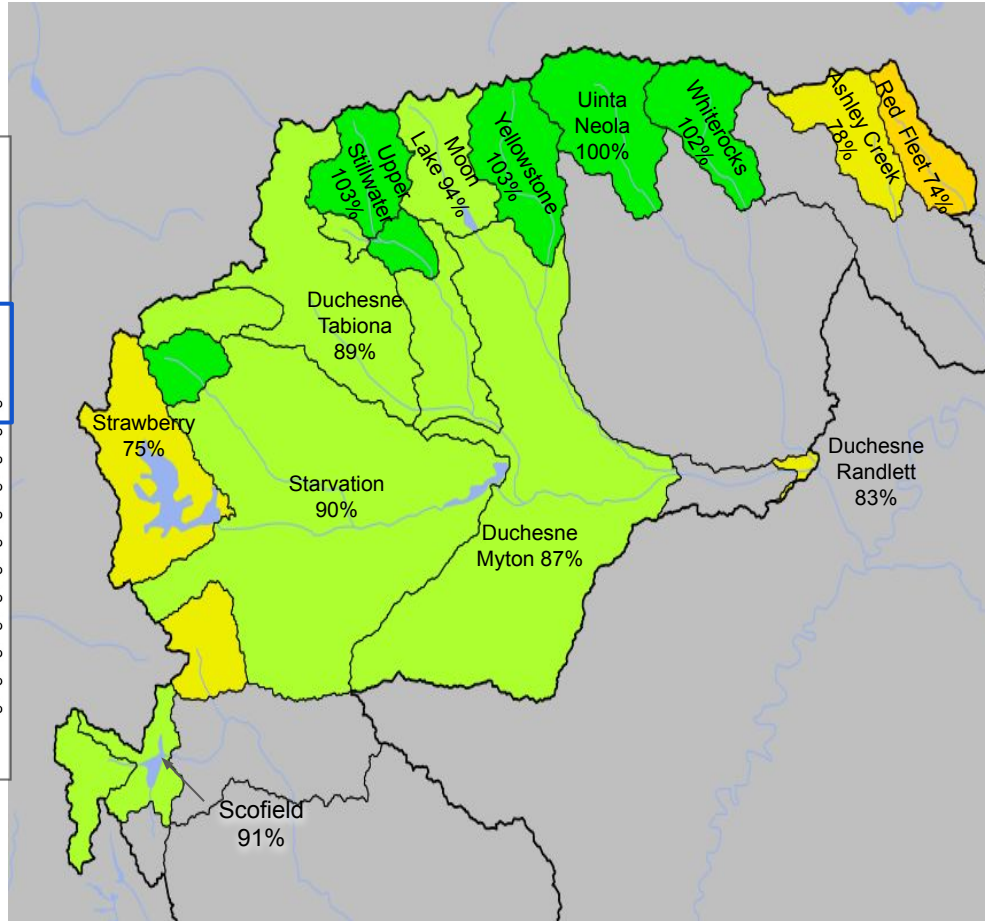 Upper
Stillwater
103%
Moon
Lake 94%
Yellowstone
103%
Uinta
Neola
100%
Whiterocks
102%
Ashley Creek
78%
Red Fleet 74%
Duchesne
Tabiona
89%
Strawberry
75%
Starvation
90%
Duchesne
Myton 87%
Duchesne
Randlett
83%
Scofield
91%